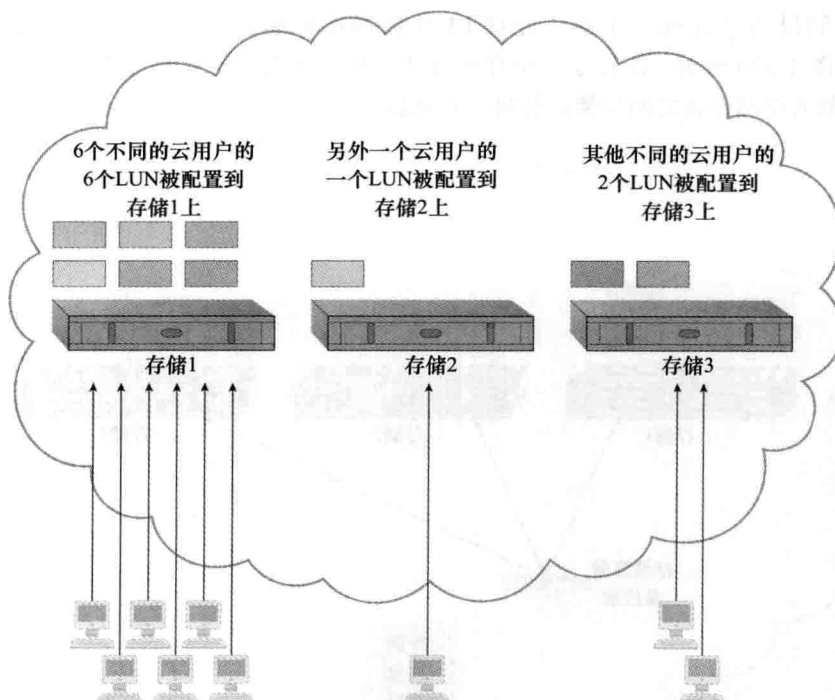 6个不同的云用户的
6个LUN被配置到
存储1上
另外一个云用户的
一个LUN被配置到
存储2上
其他不同的云用户的
2个LUN被配置到
存储3上
存储1
存储2
存储3